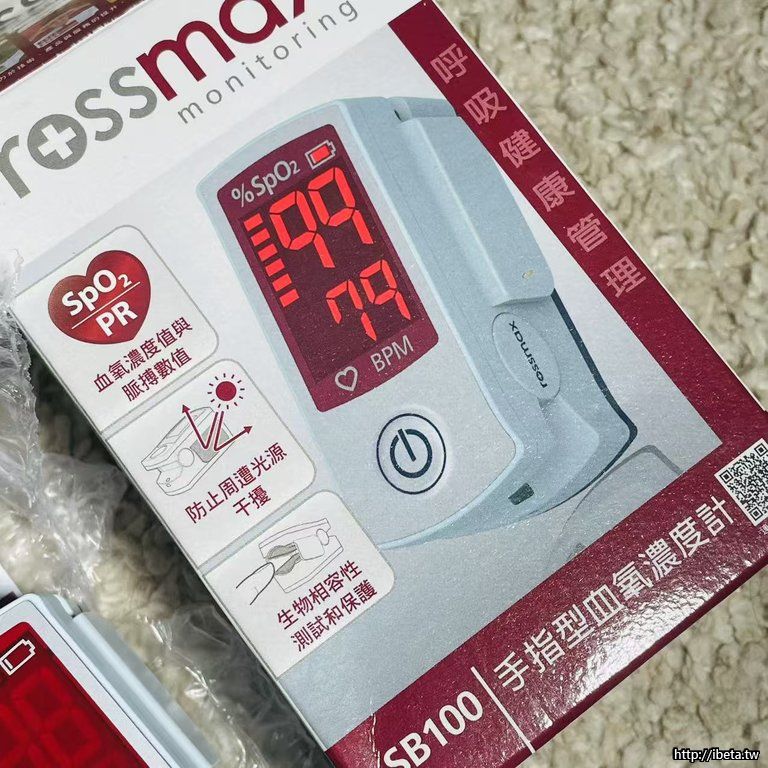 rossmax
monitoring
呼吸健康管理
%SpO2
99
79
BPM
rossmax
SpO2
PR
血氧濃度值與
脈搏數值
防止周遭光源
干擾
生物相容性
測試和保護
SB100
手指型血氧濃度計
http://ibeta.tw